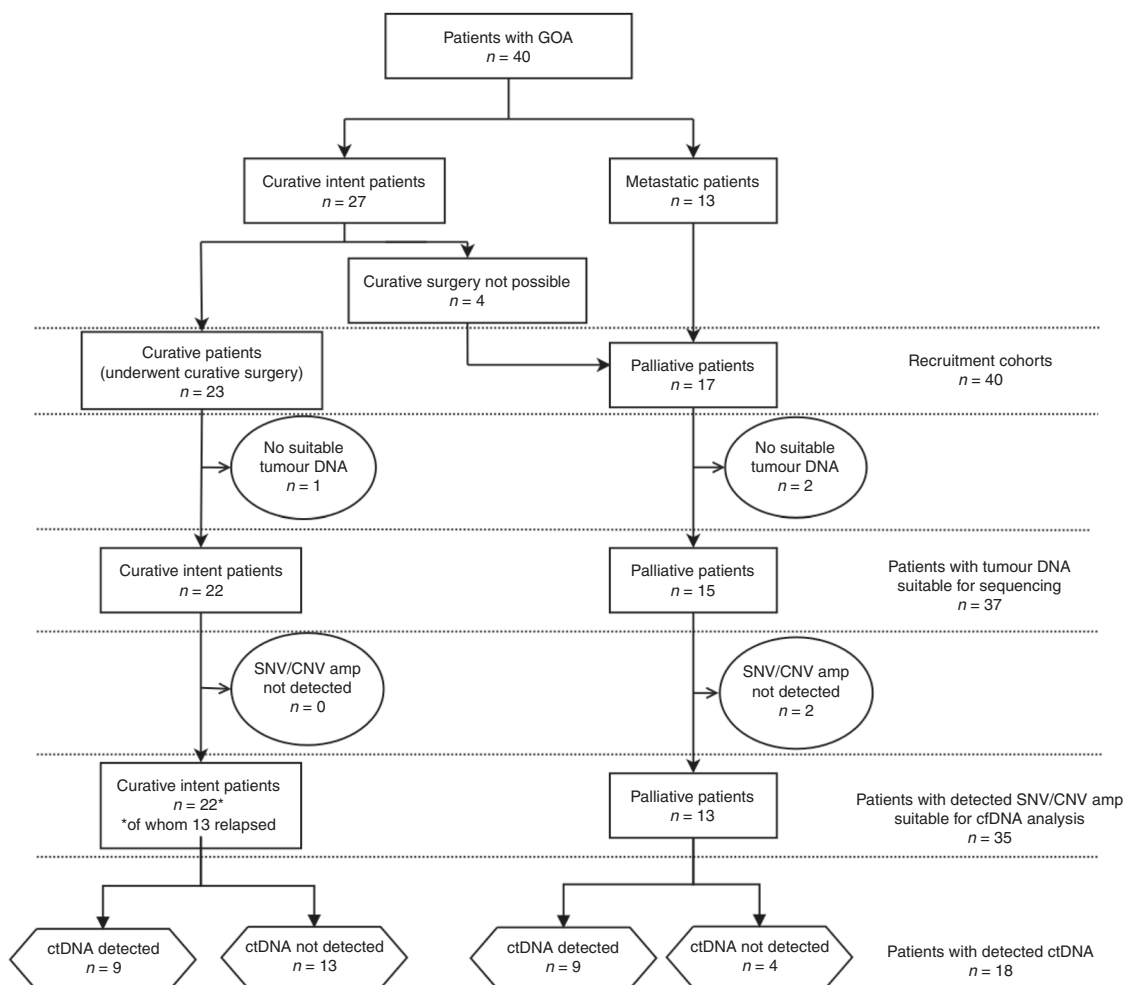 Patients with GOA
n = 40
Curative intent patients
n = 27
Metastatic patients
n = 13
Curative surgery not possible
n = 4
Curative patients
(underwent curative surgery)
n = 23
Palliative patients
n = 17
Recruitment cohorts
n = 40
No suitable
tumour DNA
n = 1
No suitable
tumour DNA
n = 2
Curative intent patients
n = 22
Palliative patients
n = 15
Patients with tumour DNA
suitable for sequencing
n = 37
SNV/CNV amp
not detected
n = 0
SNV/CNV amp
not detected
n = 2
Curative intent patients
n = 22*
*of whom 13 relapsed
Palliative patients
n = 13
Patients with detected SNV/CNV amp
suitable for cfDNA analysis
n = 35
ctDNA detected
n = 9
ctDNA not detected
n = 13
ctDNA detected
n = 9
ctDNA not detected
n = 4
Patients with detected ctDNA
n = 18